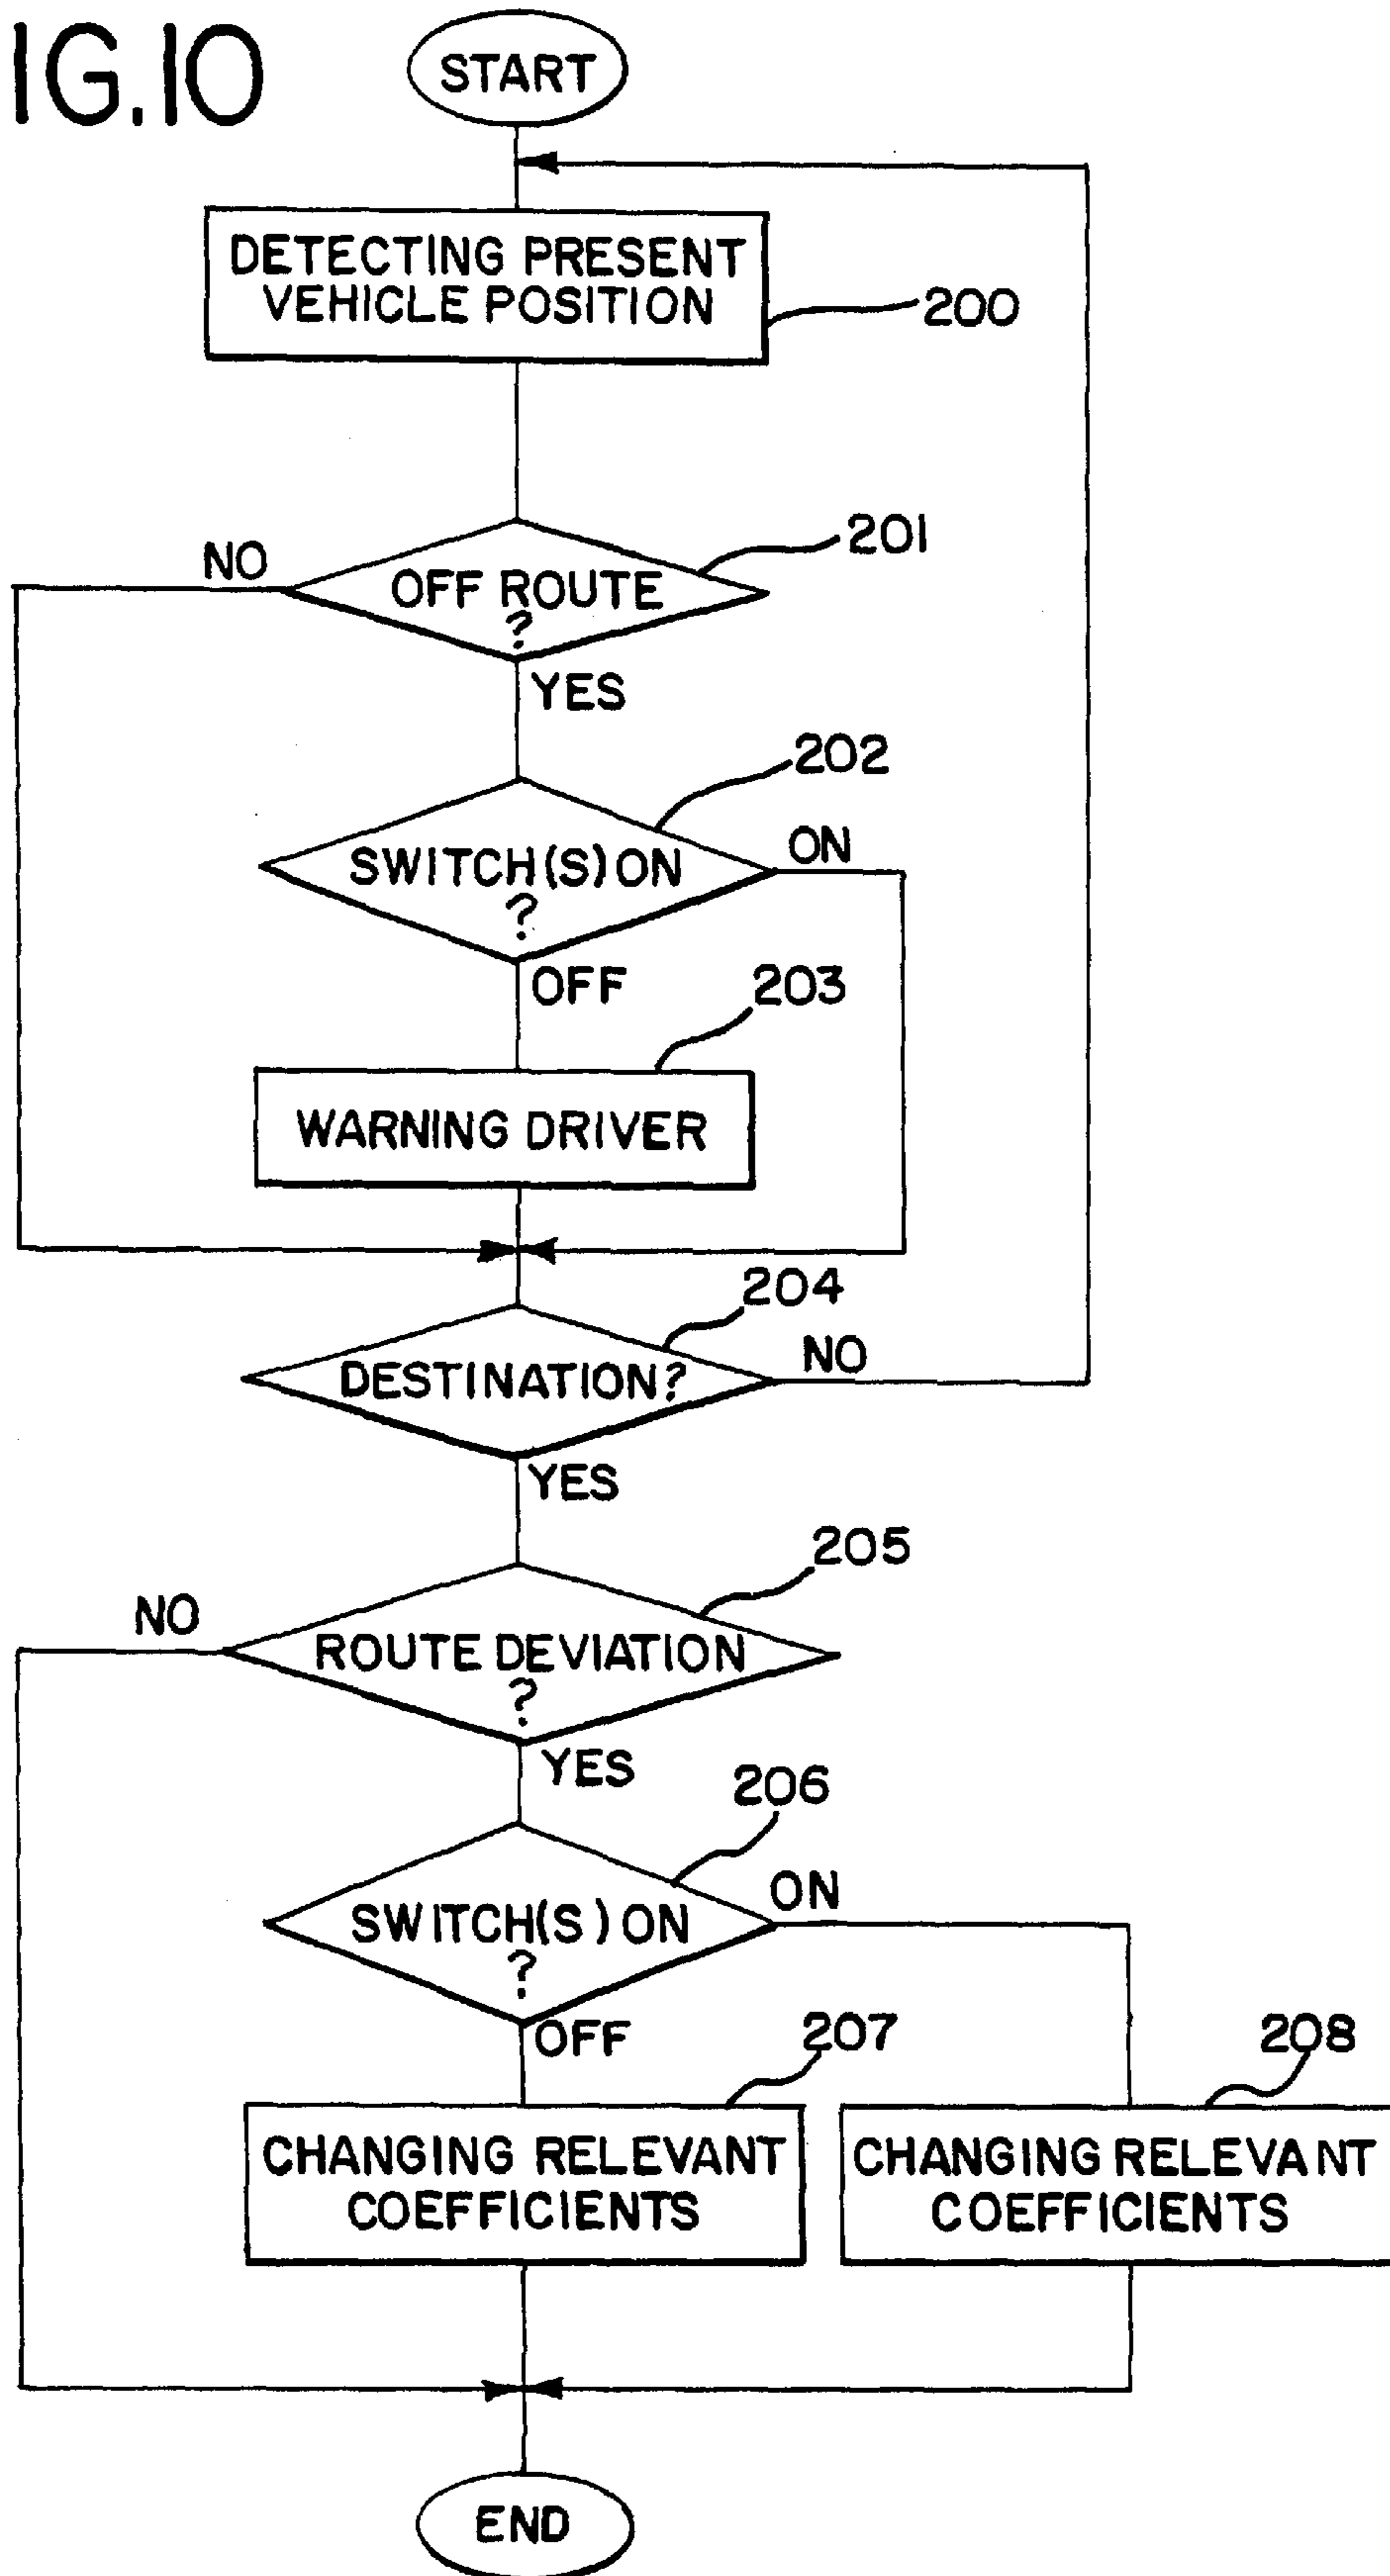 IG.10
START
DETECTING PRESENT
VEHICLE POSITION
200
201
NO
OFF ROUTE
?
YES
202
ON
SWITCH(S) ON
?
OFF
203
WARNING DRIVER
204
NO
DESTINATION?
YES
205
NO
ROUTE DEVIATION
?
YES
206
ON
SWITCH(S) ON
?
OFF
207
208
CHANGING RELEVANT
COEFFICIENTS
CHANGING RELEVANT
COEFFICIENTS
END